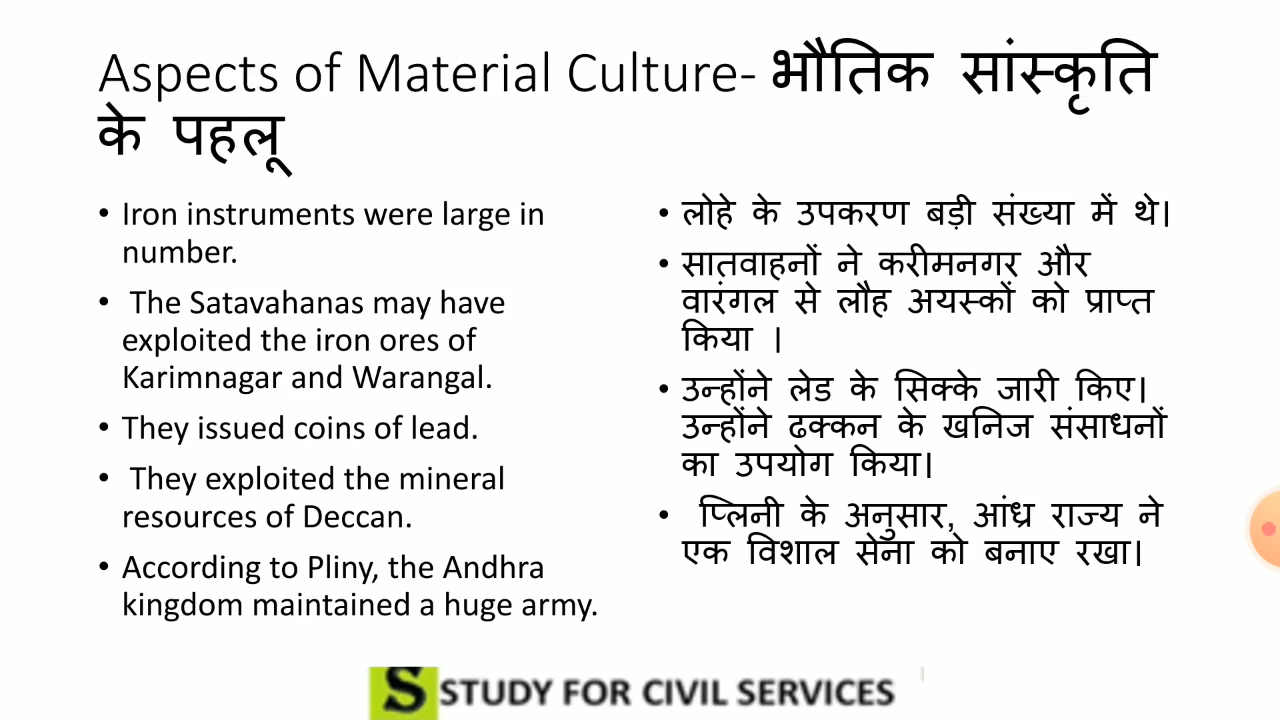 Aspects of Material Culture- भौतिक सांस्कृति
के पहलू
• Iron instruments were large in
number.
• The Satavahanas may have
exploited the iron ores of
Karimnagar and Warangal.
• They issued coins of lead.
• They exploited the mineral
resources of Deccan.
• According to Pliny, the Andhra
kingdom maintained a huge army.
• लोहे के उपकरण बड़ी संख्या में थे।
• सातवाहनों ने करीमनगर और
वारंगल से लौह अयस्कों को प्राप्त
किया ।
• उन्होंने लेड के सिक्के जारी किए।
उन्होंने ढक्कन के खनिज संसाधनों
का उपयोग किया।
• प्लिनी के अनुसार, आंध्र राज्य ने
एक विशाल सेना को बनाए रखा।
S STUDY FOR CIVIL SERVICES